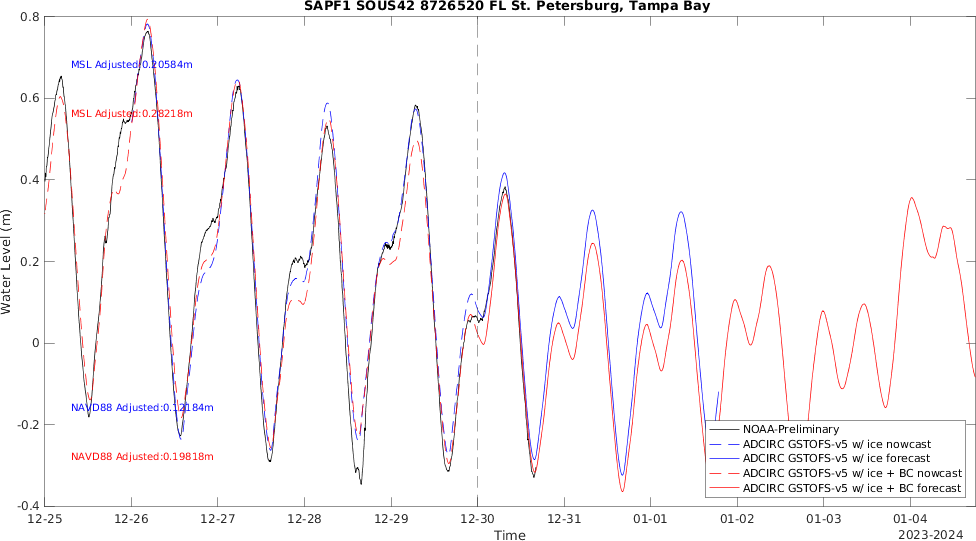 SAPF1 SOUS42 8726520 FL St. Petersburg, Tampa Bay
Water Level (m)
0.8
0.6
0.4
0.2
0
-0.2
-0.4
MSL Adjusted:0.20584m
MSL Adjusted:0.28218m
NAVD88 Adjusted:0.12184m
NAVD88 Adjusted:0.19818m
NOAA-Preliminary
ADCIRC GSTOFS-v5 w/ ice nowcast
ADCIRC GSTOFS-v5 w/ ice forecast
ADCIRC GSTOFS-v5 w/ ice + BC nowcast
ADCIRC GSTOFS-v5 w/ ice + BC forecast
12-25 12-26 12-27 12-28 12-29 12-30 12-31 01-01 01-02 01-03 01-04
2023-2024
Time